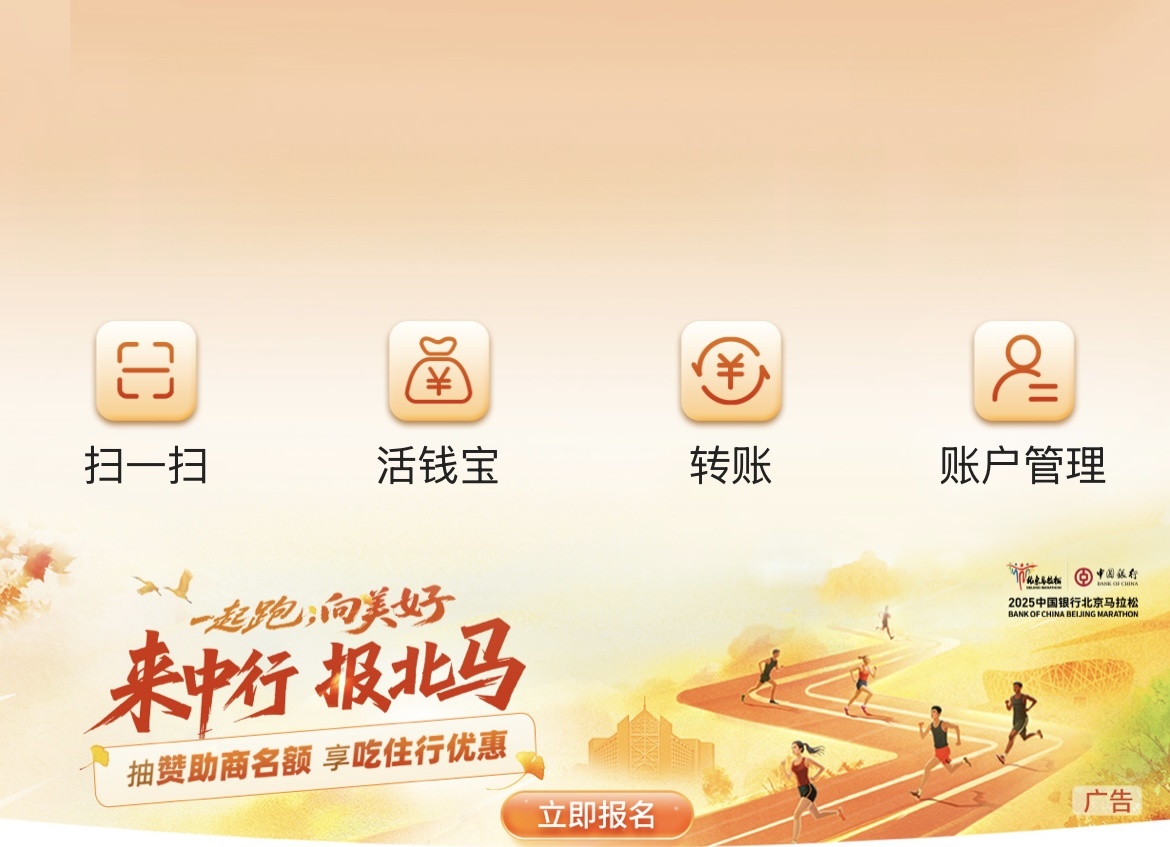 扫一扫
活钱宝
转账
账户管理
一起跑,向美好
来中行 报北马
抽赞助商名额 享吃住行优惠
立即报名
北京马拉松
BEIJING MARATHON
中国银行
BANK OF CHINA
2025中国银行北京马拉松
BANK OF CHINA BEIJING MARATHON
广告